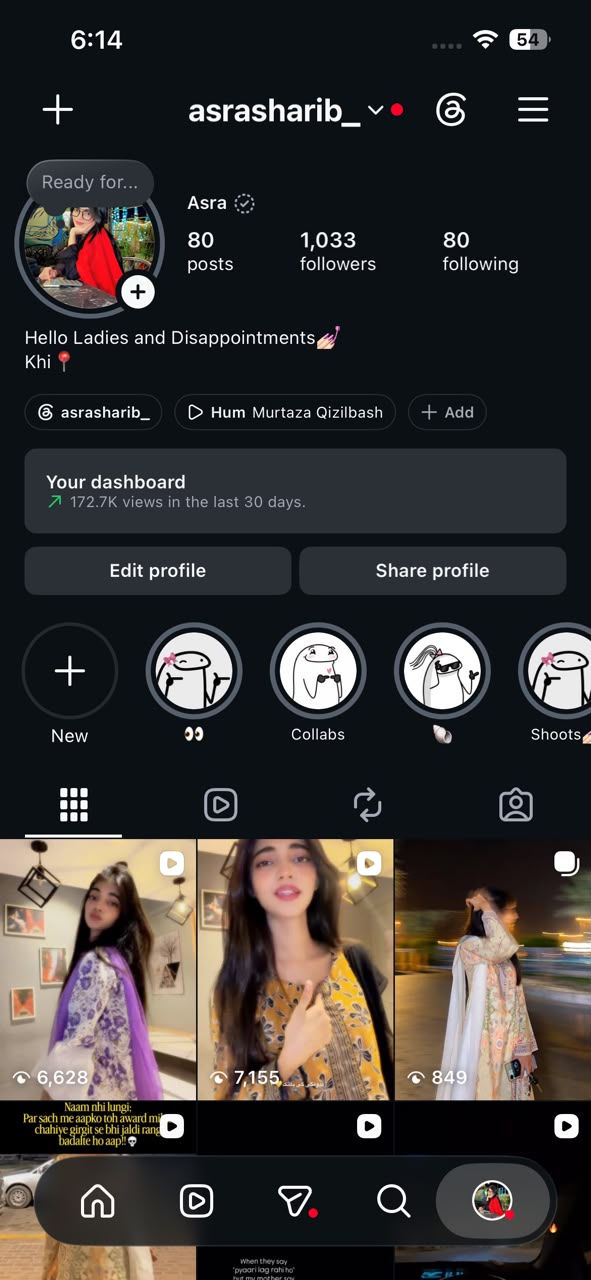 6:14
54
asrasharib_
Ready for...
Asra
80
posts
1,033
followers
80
following
Hello Ladies and Disappointments💅🏻
Khi📍
asrasharib_
Hum Murtaza Qizilbash
+ Add
Your dashboard
172.7K views in the last 30 days.
Edit profile
Share profile
New
👀
Collabs
🐚
Shoots💅🏻
6,628
7,155
849
Naam nhi lungi:
Par sach me aapko toh award mil
chahiye girgit se bhi jaldi rang
badalte ho aap!!💀
When they say
"pyaari lag rahi ho"
but my mother say